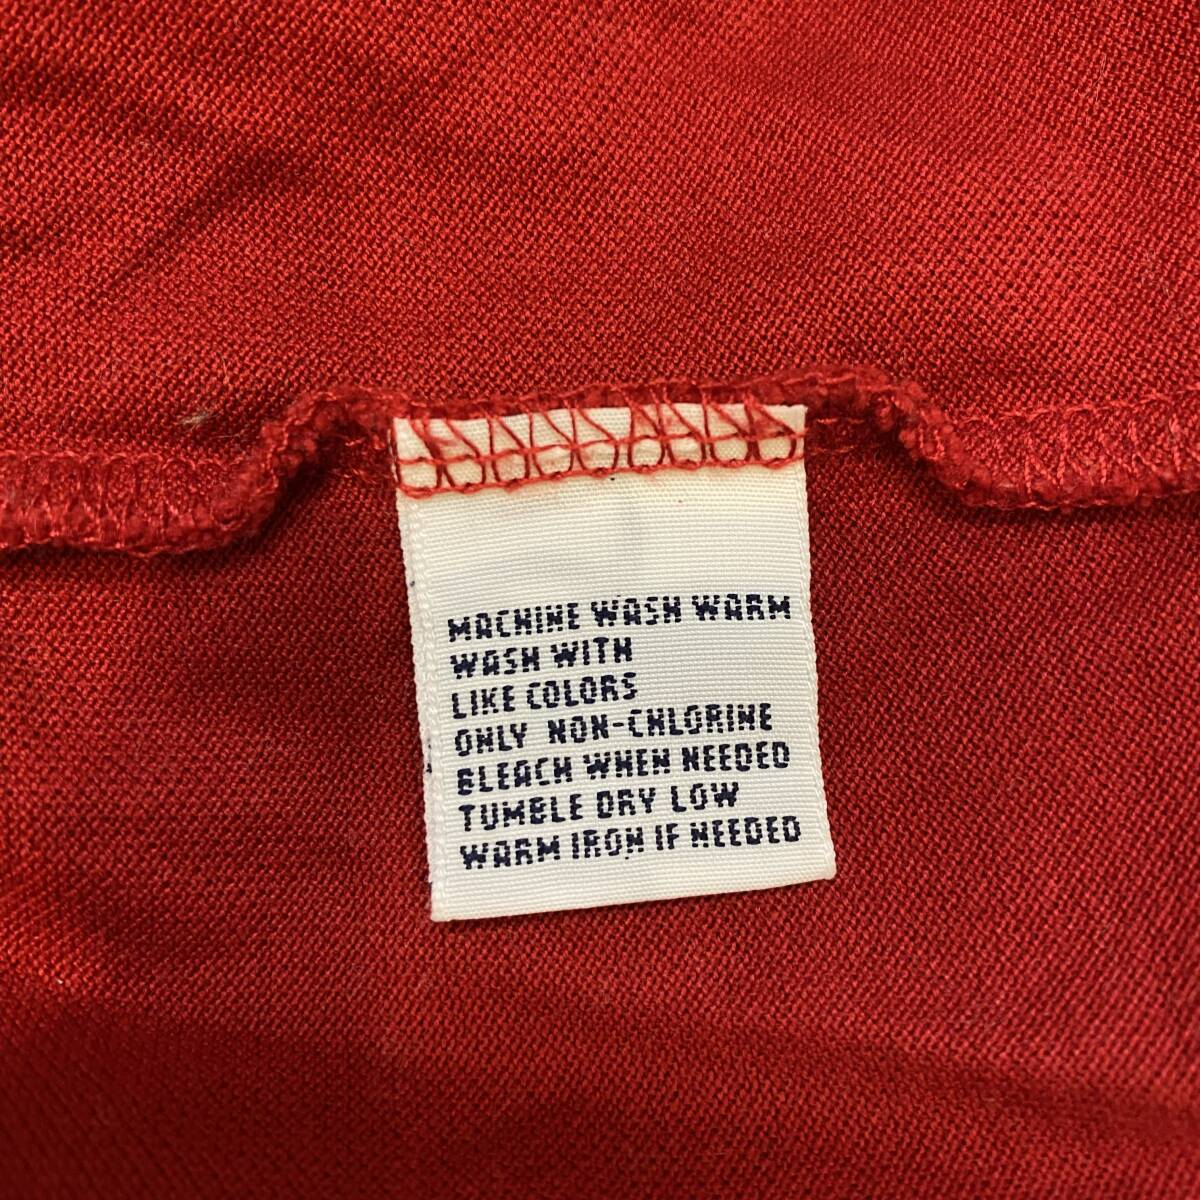 MACHINE WASH WARM
WASH WITH
LIKE COLORS
ONLY NON-CHLORINE
BLEACH WHEN NEEDED
TUMBLE DRY LOW
WARM IRON IF NEEDED